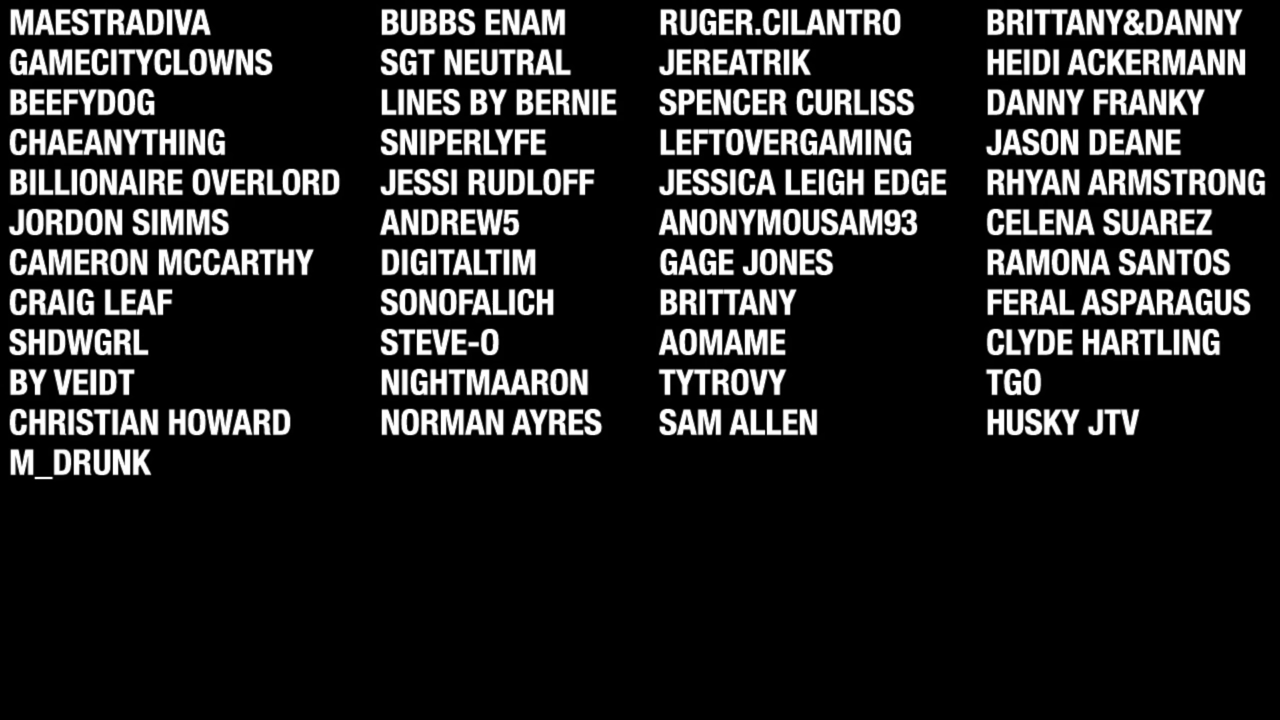 MAESTRADIVA
GAMECITYCLOWNS
BEEFYDOG
CHAEANYTHING
BILLIONAIRE OVERLORD
JORDON SIMMS
CAMERON MCCARTHY
CRAIG LEAF
SHDWGRL
BY VEIDT
CHRISTIAN HOWARD
M_DRUNK
BUBBS ENAM
SGT NEUTRAL
LINES BY BERNIE
SNIPERLYFE
JESSI RUDLOFF
ANDREW5
DIGITALTIM
SONOFALICH
STEVE-O
NIGHTMAARON
NORMAN AYRES
RUGER.CILANTRO
JEREATRIK
SPENCER CURLISS
LEFTOVERGAMING
JESSICA LEIGH EDGE
ANONYMOUSAM93
GAGE JONES
BRITTANY
AOMAME
TYTROVY
SAM ALLEN
BRITTANY&DANNY
HEIDI ACKERMANN
DANNY FRANKY
JASON DEANE
RHYAN ARMSTRONG
CELENA SUAREZ
RAMONA SANTOS
FERAL ASPARAGUS
CLYDE HARTLING
TGO
HUSKY JTV